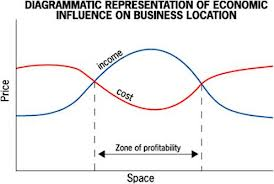 DIAGRAMMATIC REPRESENTATION OF ECONOMIC
INFLUENCE ON BUSINESS LOCATION
income
cost
Price
Zone of profitability
Space